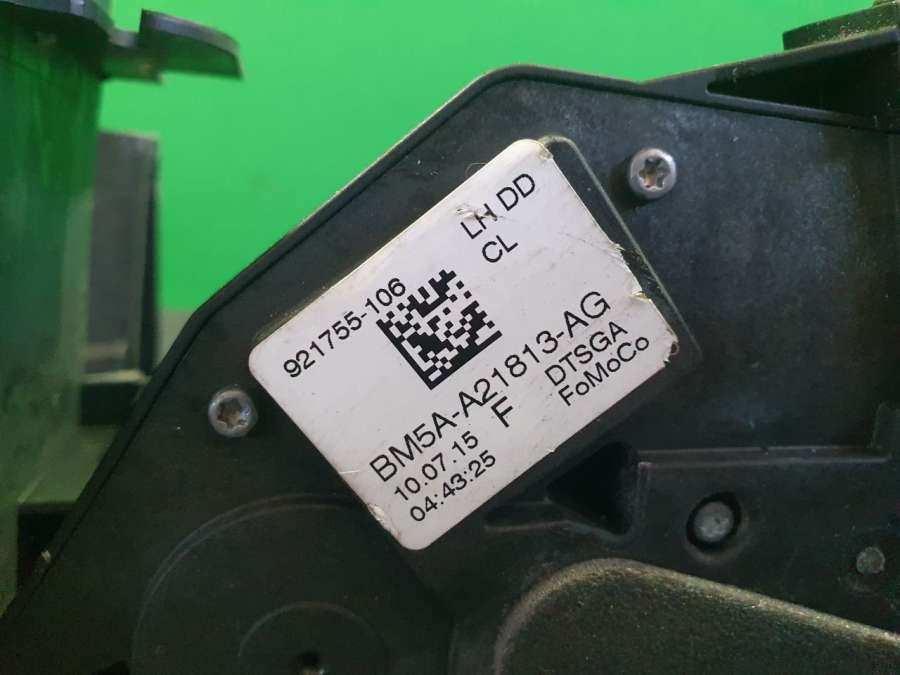 LH DD
CL
921755-106
BM5A-A21813-AG
10.07.15 F DTSGA
04:43:25 FoMoCo